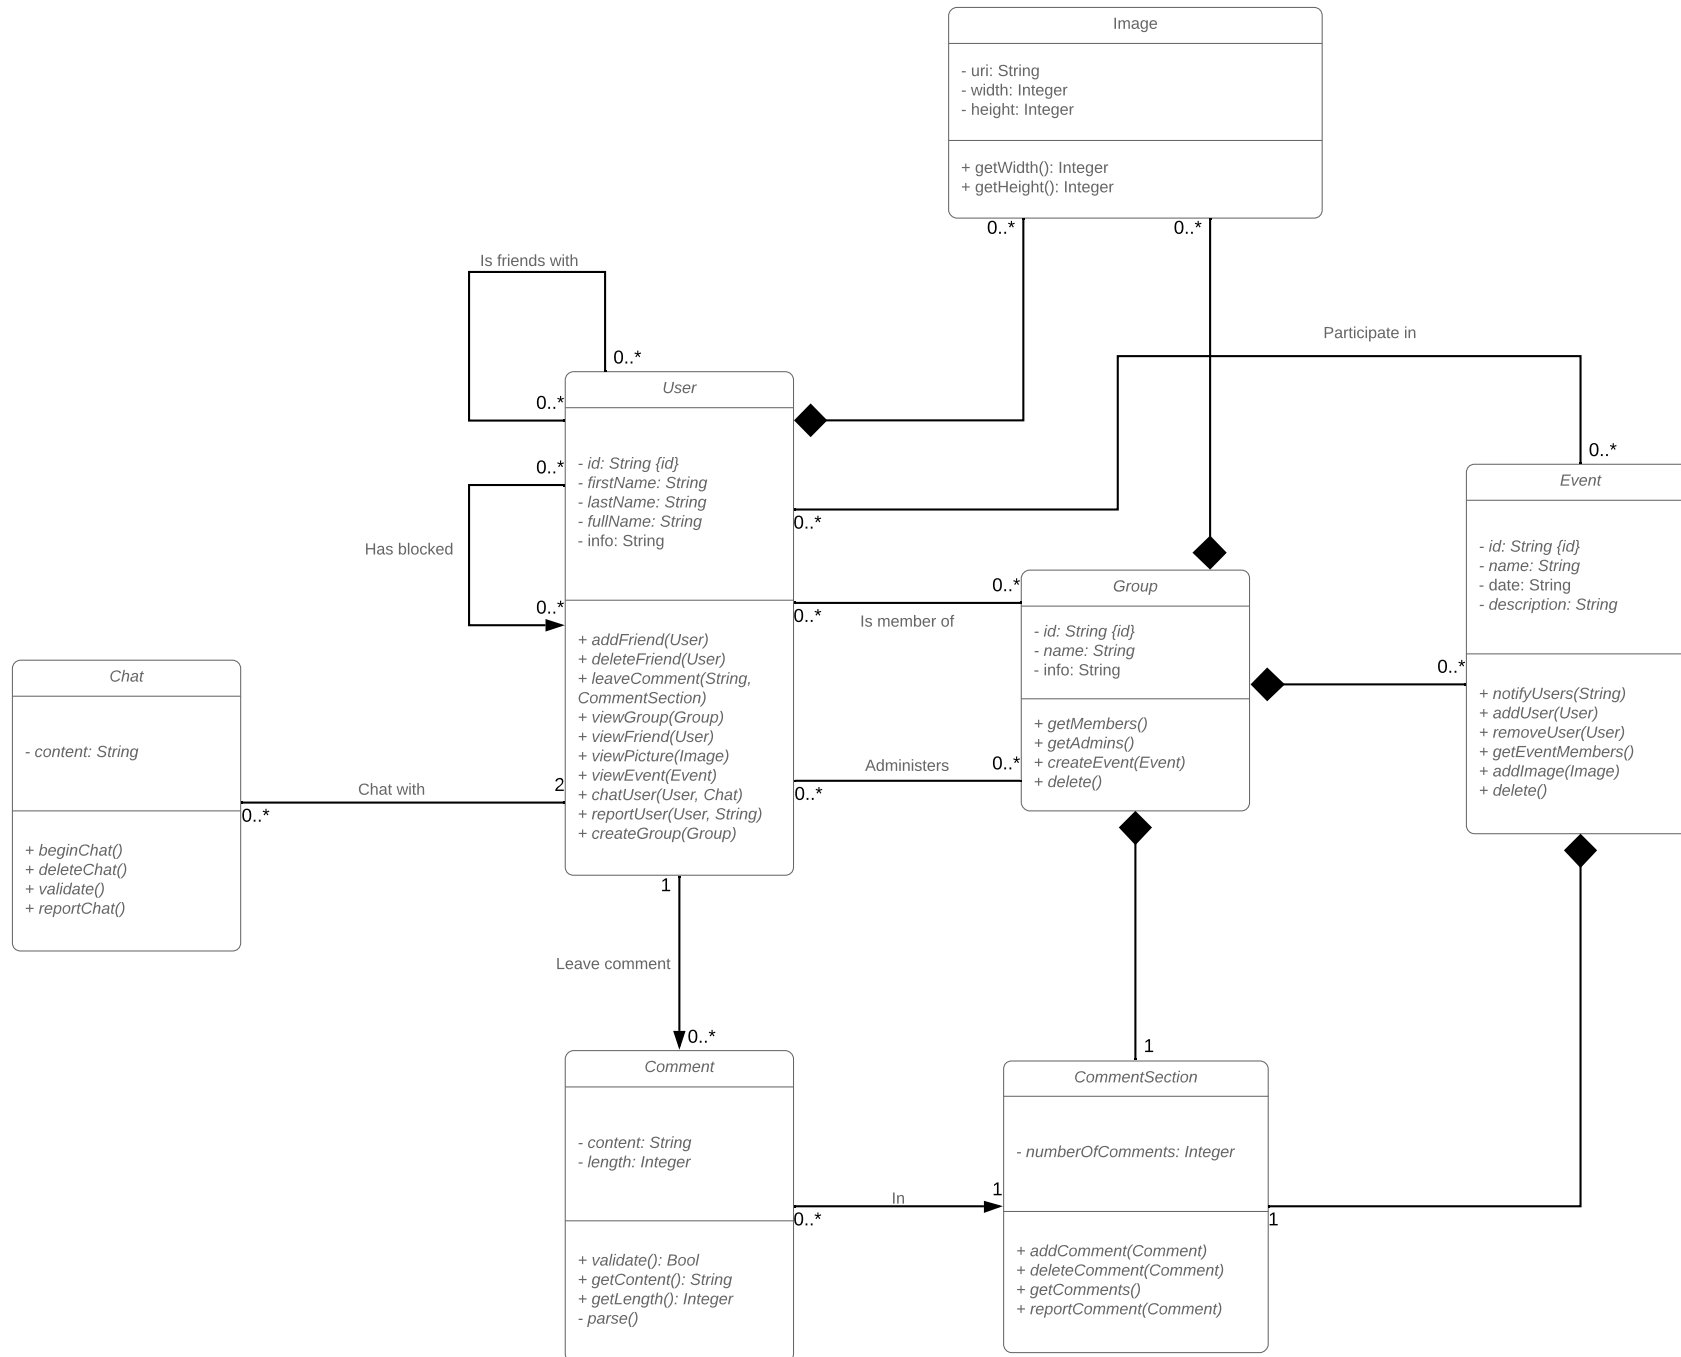 Image
- uri: String
- width: Integer
- height: Integer
+ getWidth(): Integer
+ getHeight(): Integer
0..*
0..*
Is friends with
0..*
0..*
User
- id: String {id}
- firstName: String
- lastName: String
- fullName: String
- info: String
+ addFriend(User)
+ deleteFriend(User)
+ leaveComment(String,
CommentSection)
+ viewGroup(Group)
+ viewFriend(User)
+ viewPicture(Image)
+ viewEvent(Event)
+ chatUser(User, Chat)
+ reportUser(User, String)
+ createGroup(Group)
0..*
Has blocked
0..*
Participate in
0..*
0..*
Event
- id: String {id}
- name: String
- date: String
- description: String
+ notifyUsers(String)
+ addUser(User)
+ removeUser(User)
+ getEventMembers()
+ addImage(Image)
+ delete()
0..*
0..*
Is member of
Group
- id: String {id}
- name: String
- info: String
+ getMembers()
+ getAdmins()
+ createEvent(Event)
+ delete()
0..*
Administers
0..*
0..*
Chat
- content: String
+ beginChat()
+ deleteChat()
+ validate()
+ reportChat()
Chat with
2
0..*
1
Leave comment
0..*
Comment
- content: String
- length: Integer
+ validate(): Bool
+ getContent(): String
+ getLength(): Integer
- parse()
In
1
0..*
1
CommentSection
- numberOfComments: Integer
+ addComment(Comment)
+ deleteComment(Comment)
+ getComments()
+ reportComment(Comment)
1